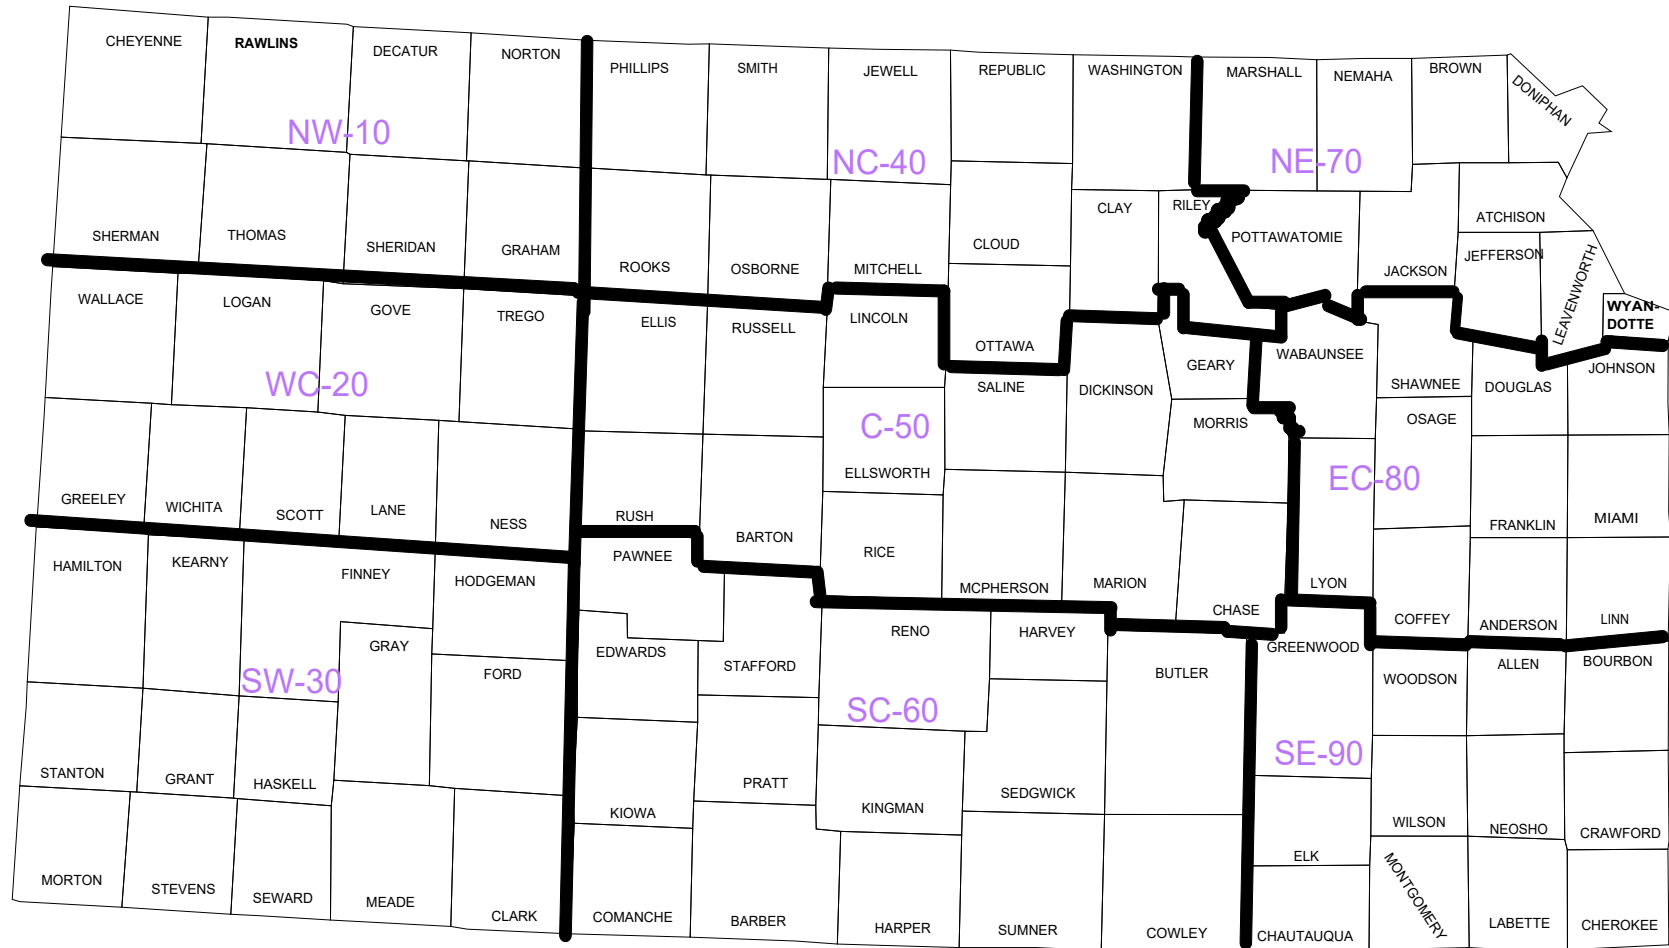 CHEYENNE
RAWLINS
DECATUR
NORTON
PHILLIPS
SMITH
JEWELL
REPUBLIC
WASHINGTON
MARSHALL
NEMAHA
BROWN
DONIPHAN
NW-10
NC-40
NE-70
SHERMAN
THOMAS
SHERIDAN
GRAHAM
ROOKS
OSBORNE
MITCHELL
CLOUD
CLAY
RILEY
POTTAWATOMIE
JACKSON
ATCHISON
JEFFERSON
LEAVENWORTH
WYAN-
DOTTE
WALLACE
LOGAN
GOVE
TREGO
ELLIS
RUSSELL
LINCOLN
OTTAWA
SALINE
DICKINSON
GEARY
WABAUNSEE
SHAWNEE
DOUGLAS
JOHNSON
WC-20
C-50
EC-80
GREELEY
WICHITA
SCOTT
LANE
NESS
RUSH
BARTON
ELLSWORTH
RICE
MCPHERSON
MARION
MORRIS
CHASE
LYON
OSAGE
FRANKLIN
MIAMI
COFFEY
ANDERSON
LINN
HAMILTON
KEARNY
FINNEY
HODGEMAN
PAWNEE
GRAY
FORD
EDWARDS
STAFFORD
RENO
HARVEY
BUTLER
GREENWOOD
WOODSON
ALLEN
BOURBON
SW-30
SC-60
SE-90
STANTON
GRANT
HASKELL
KIOWA
PRATT
KINGMAN
SEDGWICK
ELK
WILSON
NEOSHO
CRAWFORD
MORTON
STEVENS
SEWARD
MEADE
CLARK
COMANCHE
BARBER
HARPER
SUMNER
COWLEY
CHAUTAUQUA
MONTGOMERY
LABETTE
CHEROKEE